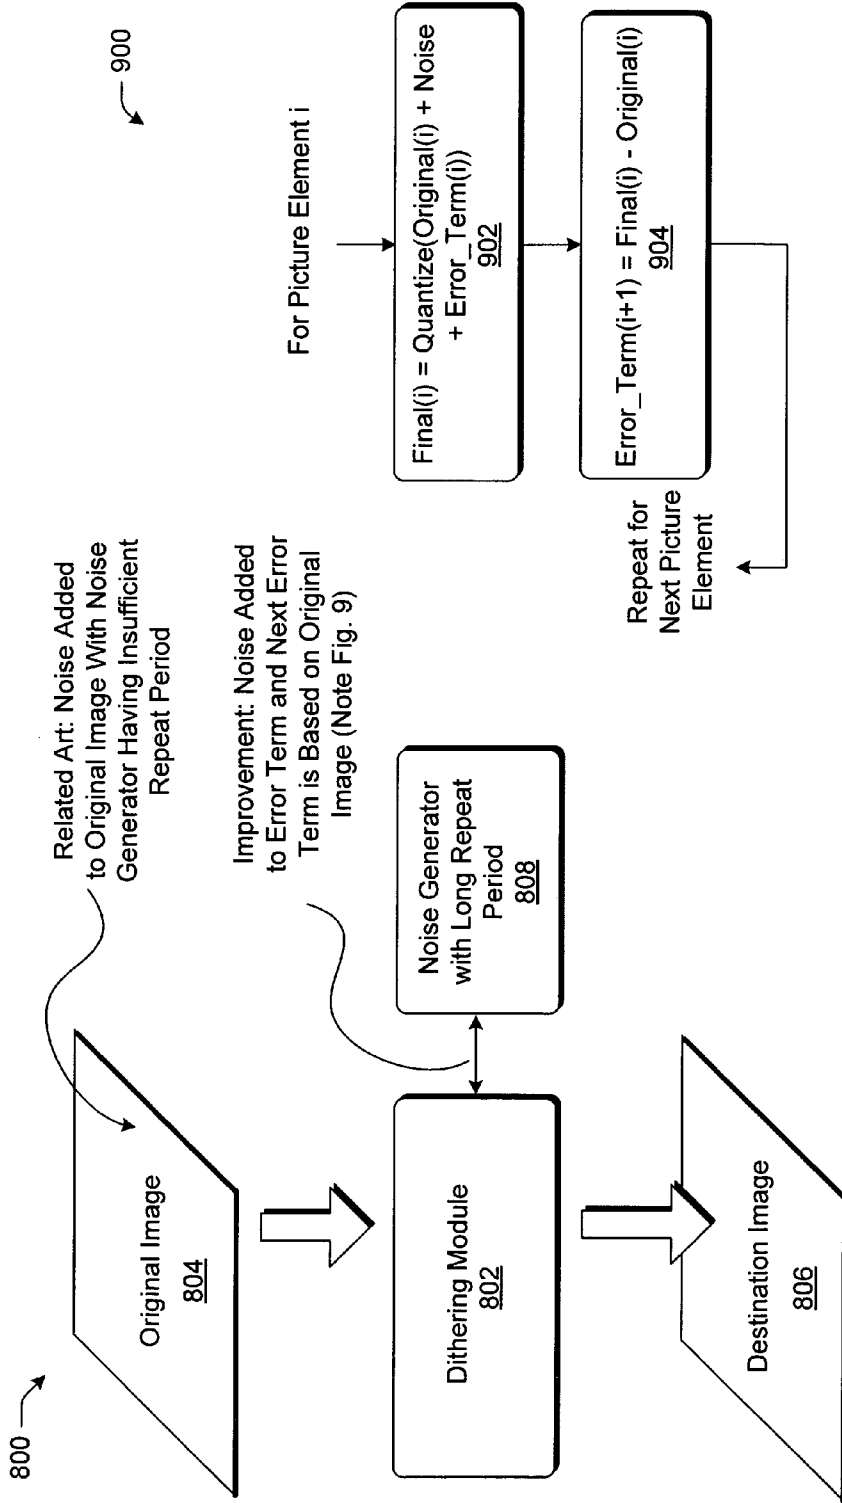 800
Related Art: Noise Added
to Original Image With Noise
Generator Having Insufficient
Repeat Period
Original Image
804
Improvement: Noise Added
to Error Term and Next Error
Term is Based on Original
Image (Note Fig. 9)
Dithering Module
802
Noise Generator
with Long Repeat
Period
808
Destination Image
806
900
For Picture Element i
Final(i) = Quantize(Original(i) + Noise
+ Error_Term(i))
902
Error_Term(i+1) = Final(i) - Original(i)
904
Repeat for
Next Picture
Element